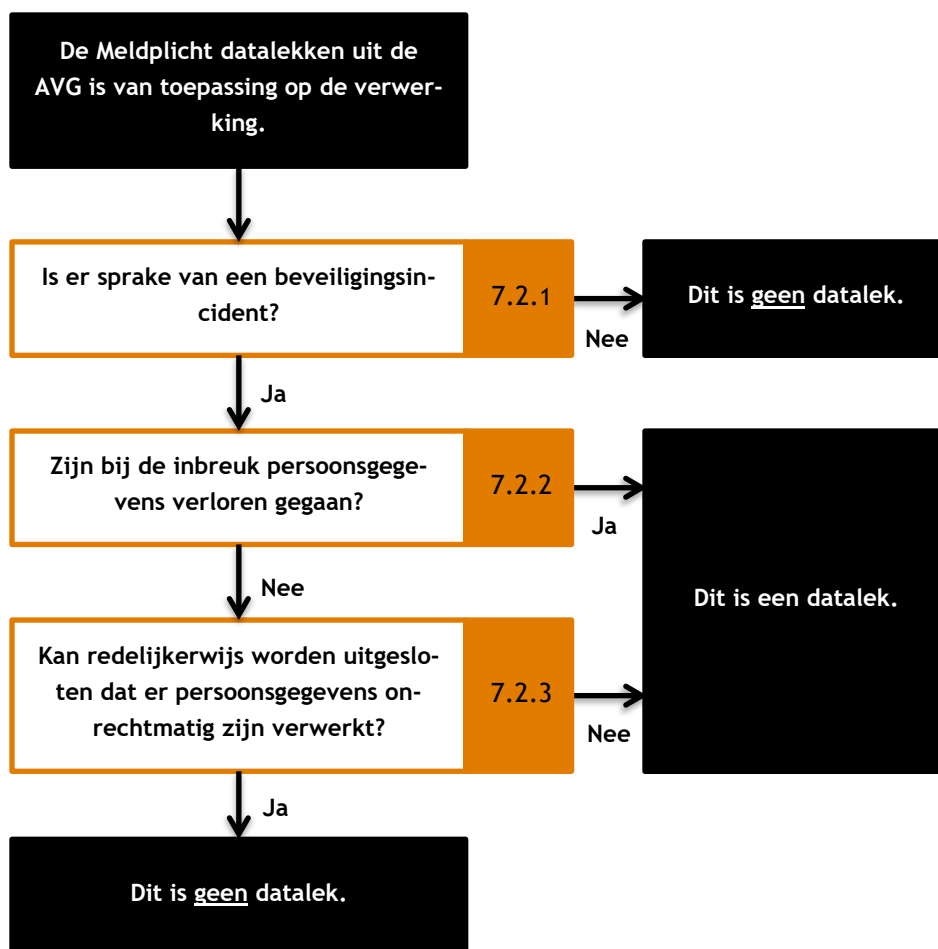 De Meldplicht datalekken uit de
AVG is van toepassing op de verwer-
king.
Is er sprake van een beveiligingsin-
cident?
7.2.1
Nee
Dit is geen datalek.
Ja
Zijn bij de inbreuk persoonsgege-
vens verloren gegaan?
7.2.2
Ja
Dit is een datalek.
Nee
Kan redelijkerwijs worden uitgeslo-
ten dat er persoonsgegevens on-
rechtmatig zijn verwerkt?
7.2.3
Nee
Ja
Dit is geen datalek.